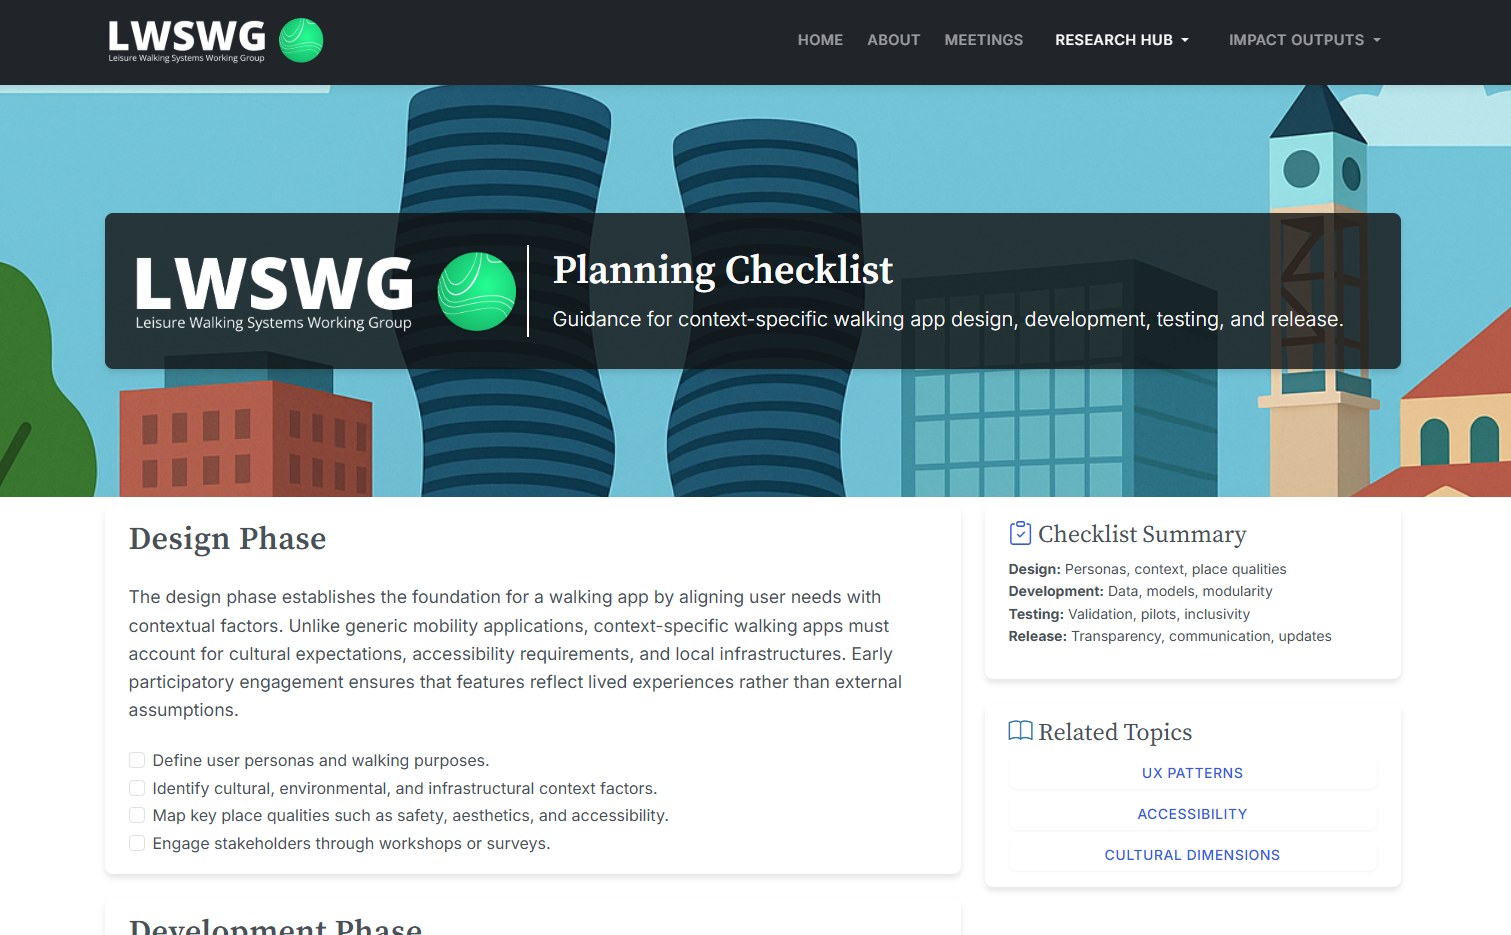 LWSWG
Leisure Walking Systems Working Group
HOME ABOUT MEETINGS RESEARCH HUB IMPACT OUTPUTS
LWSWG
Leisure Walking Systems Working Group
Planning Checklist
Guidance for context-specific walking app design, development, testing, and release.
Design Phase
The design phase establishes the foundation for a walking app by aligning user needs with
contextual factors. Unlike generic mobility applications, context-specific walking apps must
account for cultural expectations, accessibility requirements, and local infrastructures. Early
participatory engagement ensures that features reflect lived experiences rather than external
assumptions.
Define user personas and walking purposes.
Identify cultural, environmental, and infrastructural context factors.
Map key place qualities such as safety, aesthetics, and accessibility.
Engage stakeholders through workshops or surveys.
Development Phase
Checklist Summary
Design: Personas, context, place qualities
Development: Data, models, modularity
Testing: Validation, pilots, inclusivity
Release: Transparency, communication, updates
Related Topics
UX PATTERNS
ACCESSIBILITY
CULTURAL DIMENSIONS